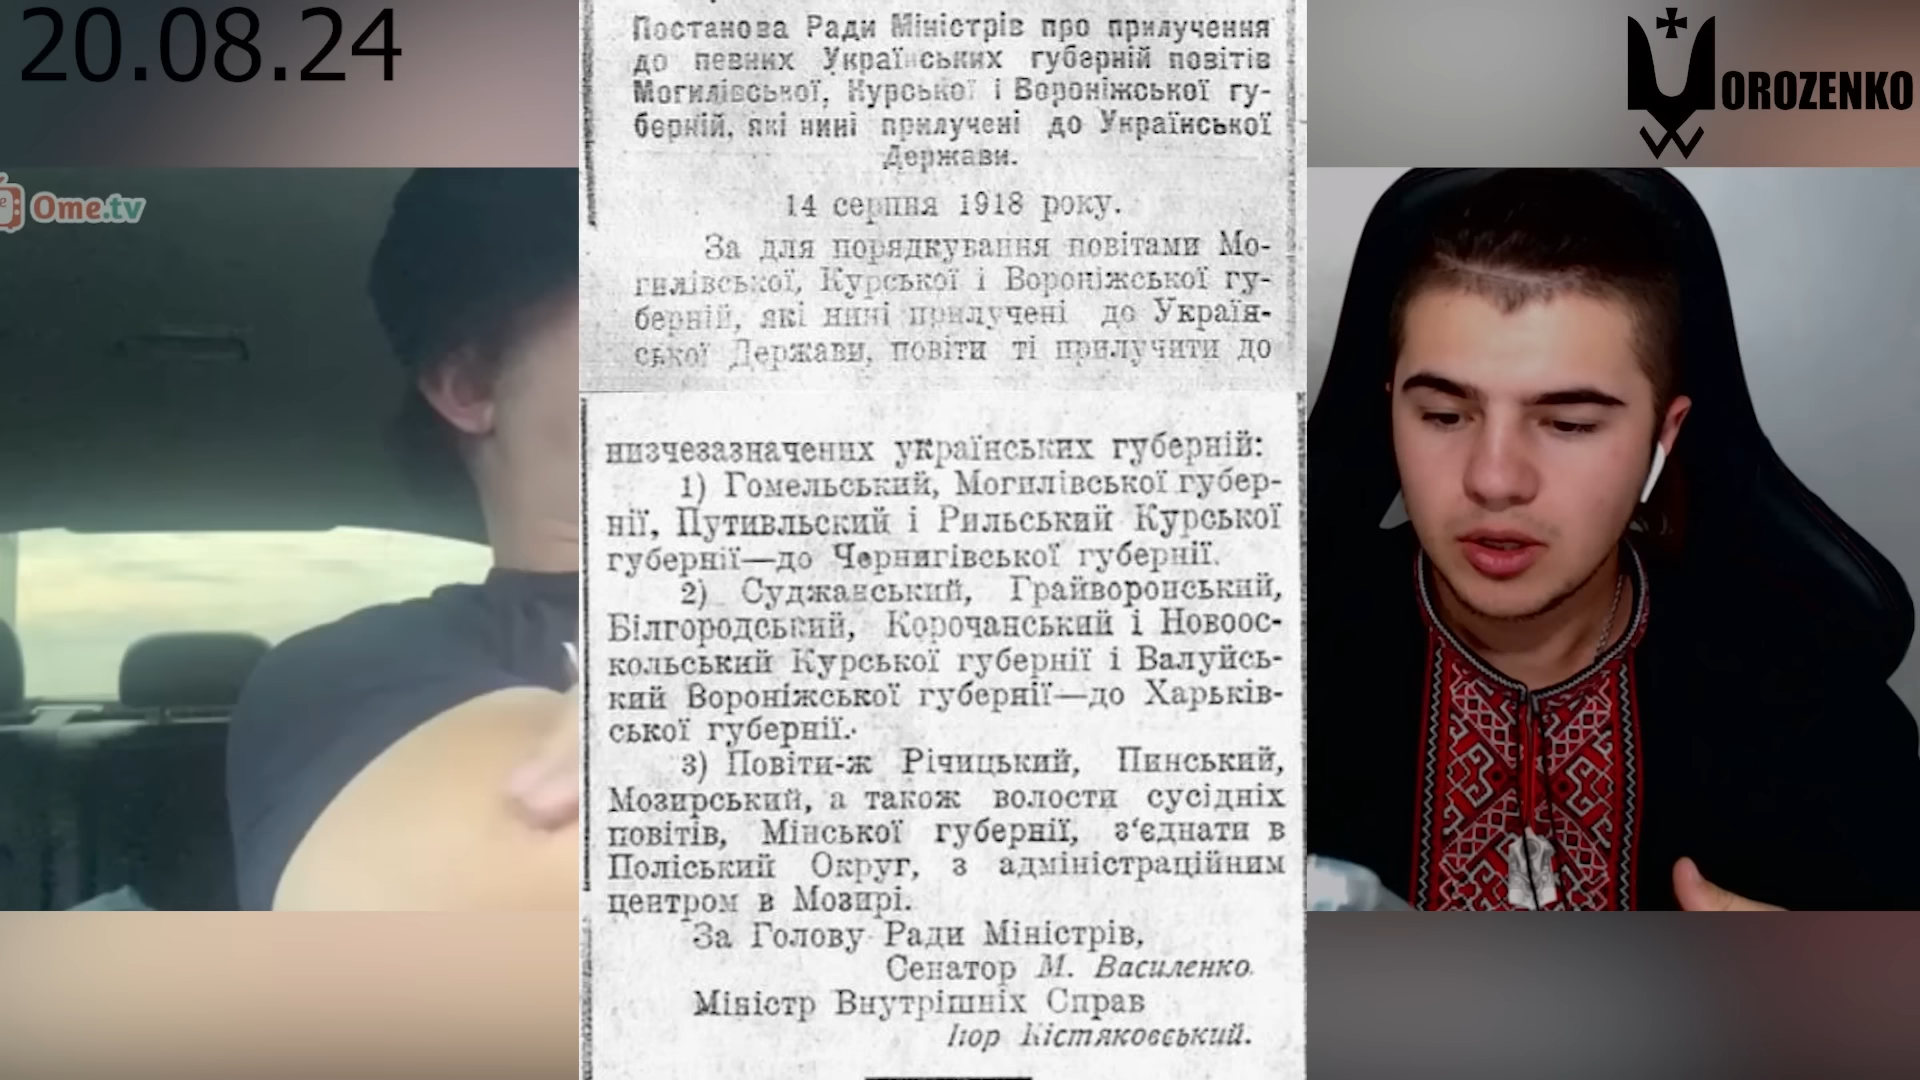 20.08.24
Ome.tv
OROZENKO
Постанова Ради Міністрів про прилучення
до певних Українських губерній повітів
Могилівської, Курської і Вороніжської гу-
берній, які нині прилучені до Української
Держави.
14 серпня 1918 року.
За для порядкування повітами Мо-
гилівської, Курської і Вороніжської гу-
берній, які нині прилучені до Україн-
ської Держави, повіти ті прилучити до
низчезазначених українських губерній:
1) Гомельський, Могилівської губер-
нії, Путивльский і Рильський Курської
губернії—до Чернигівської губернії.
2) Суджанський, Грайворонський,
Білгородський, Корочанський і Новоос-
кольський Курської губернії і Валуйсь-
кий Вороніжської губернії—до Харьків-
ської губернії.
3) Повіти-ж Річицький, Пинський,
Мозирський, а також волости сусідніх
повітів, Мінської губернії, з‘єднати в
Поліський Округ, з адміністраційним
центром в Мозирі.
За Голову Ради Міністрів,
Сенатор М. Василенко.
Міністр Внутрішніх Справ
Ігор Кістяковський.